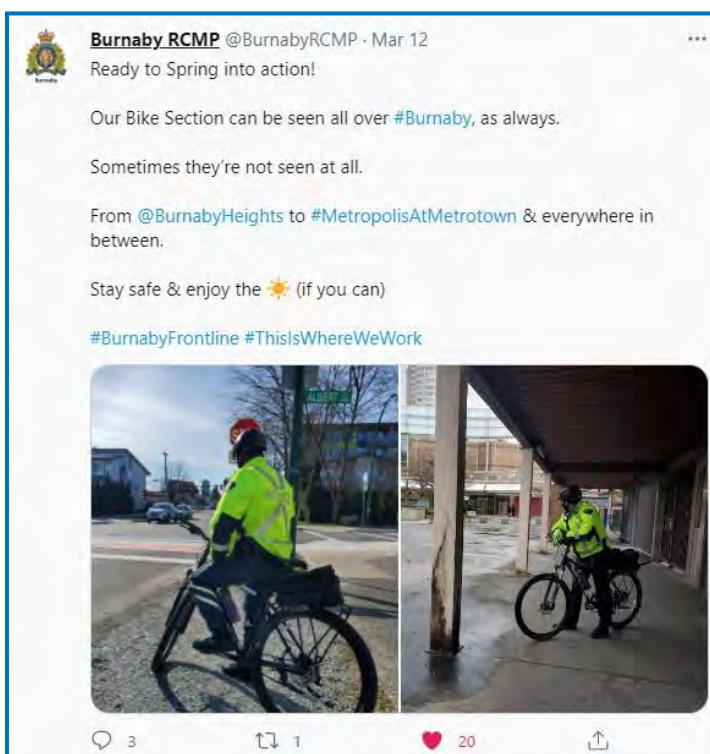 Burnaby RCMP @BurnabyRCMP · Mar 12
Burnaby
Ready to Spring into action!
Our Bike Section can be seen all over #Burnaby, as always.
Sometimes they're not seen at all.
From @BurnabyHeights to #MetropolisAtMetrotown & everywhere in
between.
Stay safe & enjoy the ☀️ (if you can)
#BurnabyFrontline #ThisIsWhereWeWork
ALBERT
3
1
20